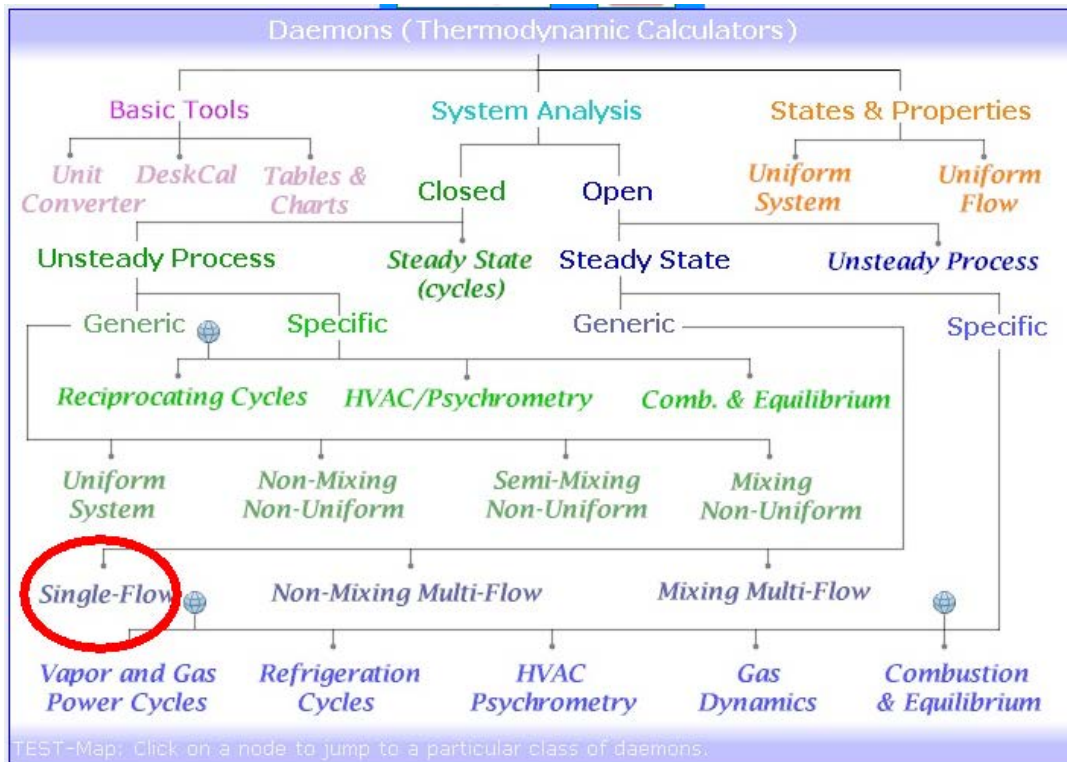 Daemons (Thermodynamic Calculators)
Basic Tools
System Analysis
States & Properties
Unit
Converter
DeskCal
Tables &
Charts
Closed
Open
Uniform
System
Uniform
Flow
Unsteady Process
Steady State
(cycles)
Steady State
Unsteady Process
Generic
Specific
Generic
Specific
Reciprocating Cycles
HVAC/Psychrometry
Comb. & Equilibrium
Uniform
System
Non-Mixing
Non-Uniform
Semi-Mixing
Non-Uniform
Mixing
Non-Uniform
Single-Flow
Non-Mixing Multi-Flow
Mixing Multi-Flow
Vapor and Gas
Power Cycles
Refrigeration
Cycles
HVAC
Psychrometry
Gas
Dynamics
Combustion
& Equilibrium
TEST-Map: Click on a node to jump to a particular class of daemons.